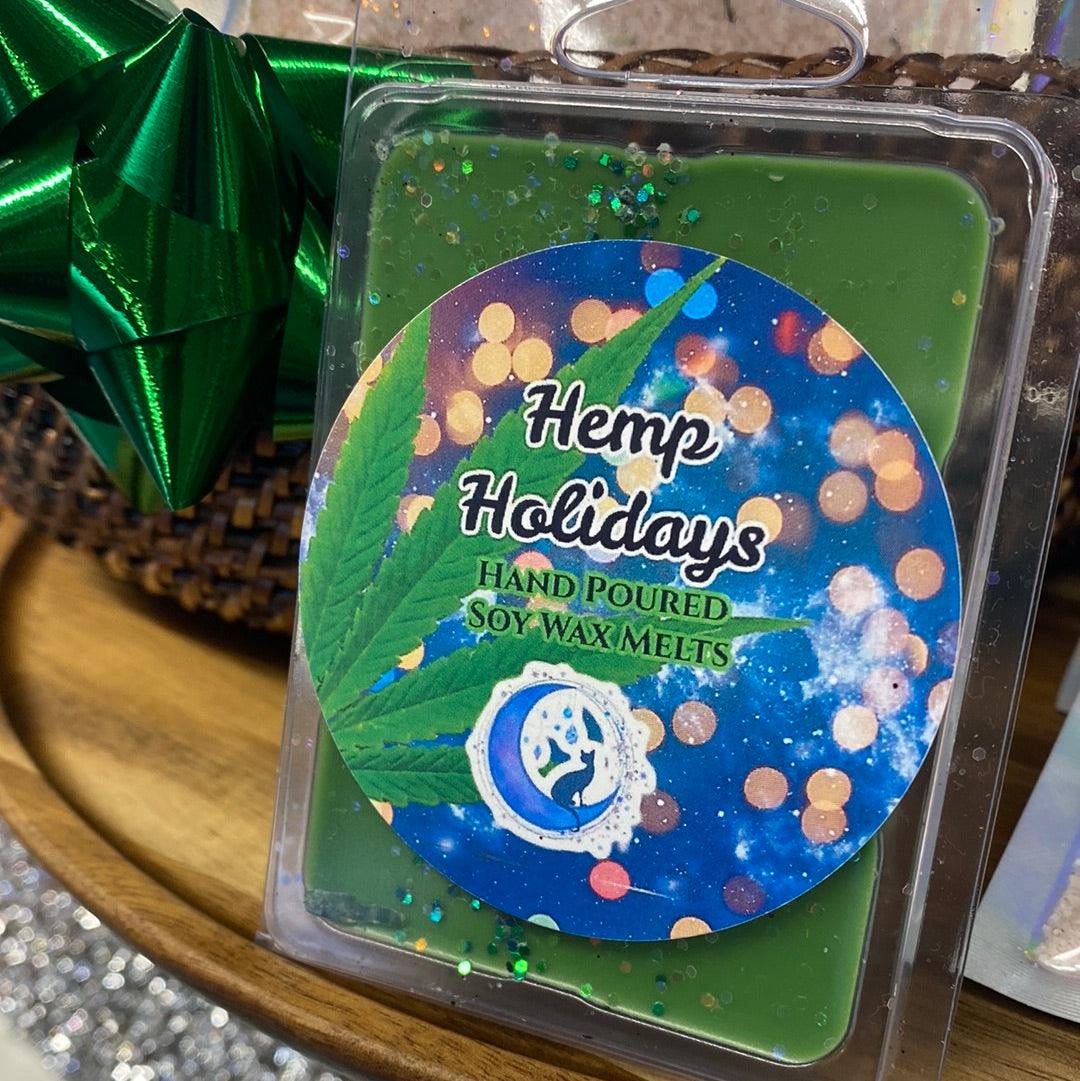 Hemp
Holidays
Hand Poured
Soy Wax Melts